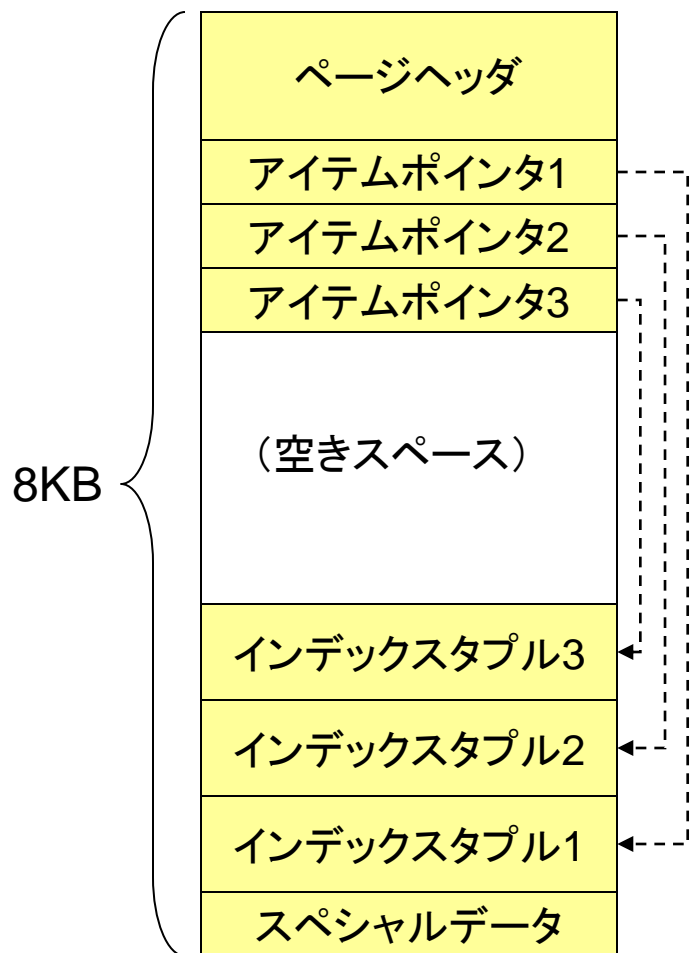 ページヘッダ
アイテムポインタ1
アイテムポインタ2
アイテムポインタ3
（空きスペース）
8KB
インデックスタプル3
インデックスタプル2
インデックスタプル1
スペシャルデータ